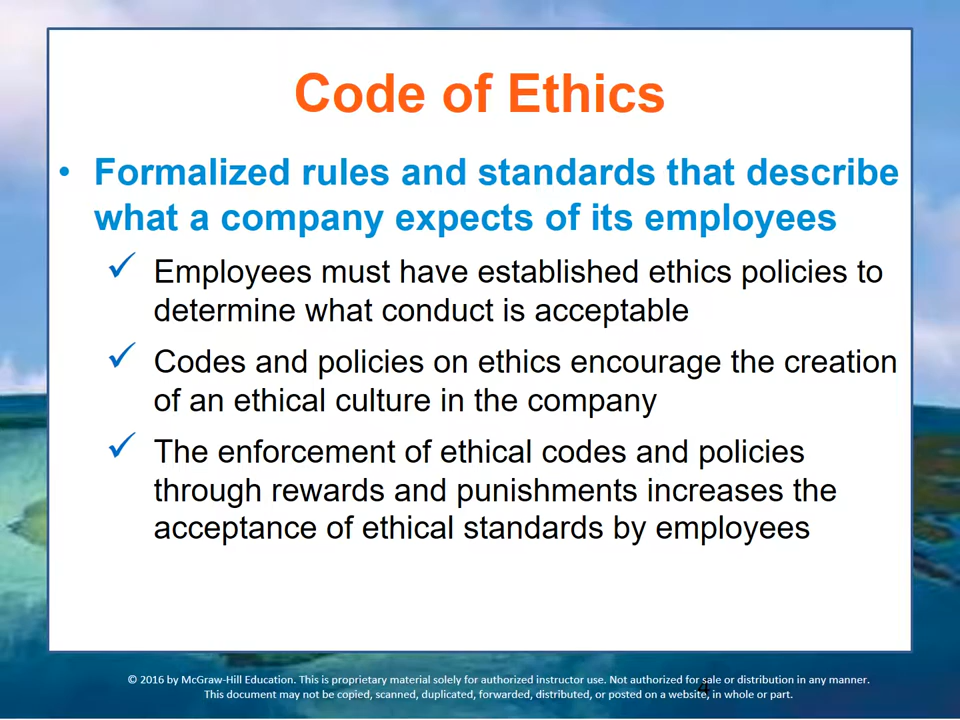 Code of Ethics
• Formalized rules and standards that describe
what a company expects of its employees
✓ Employees must have established ethics policies to
determine what conduct is acceptable
✓ Codes and policies on ethics encourage the creation
of an ethical culture in the company
✓ The enforcement of ethical codes and policies
through rewards and punishments increases the
acceptance of ethical standards by employees
© 2016 by McGraw-Hill Education. This is proprietary material solely for authorized instructor use. Not authorized for sale or distribution in any manner.
This document may not be copied, scanned, duplicated, forwarded, distributed, or posted on a website, in whole or part.
4